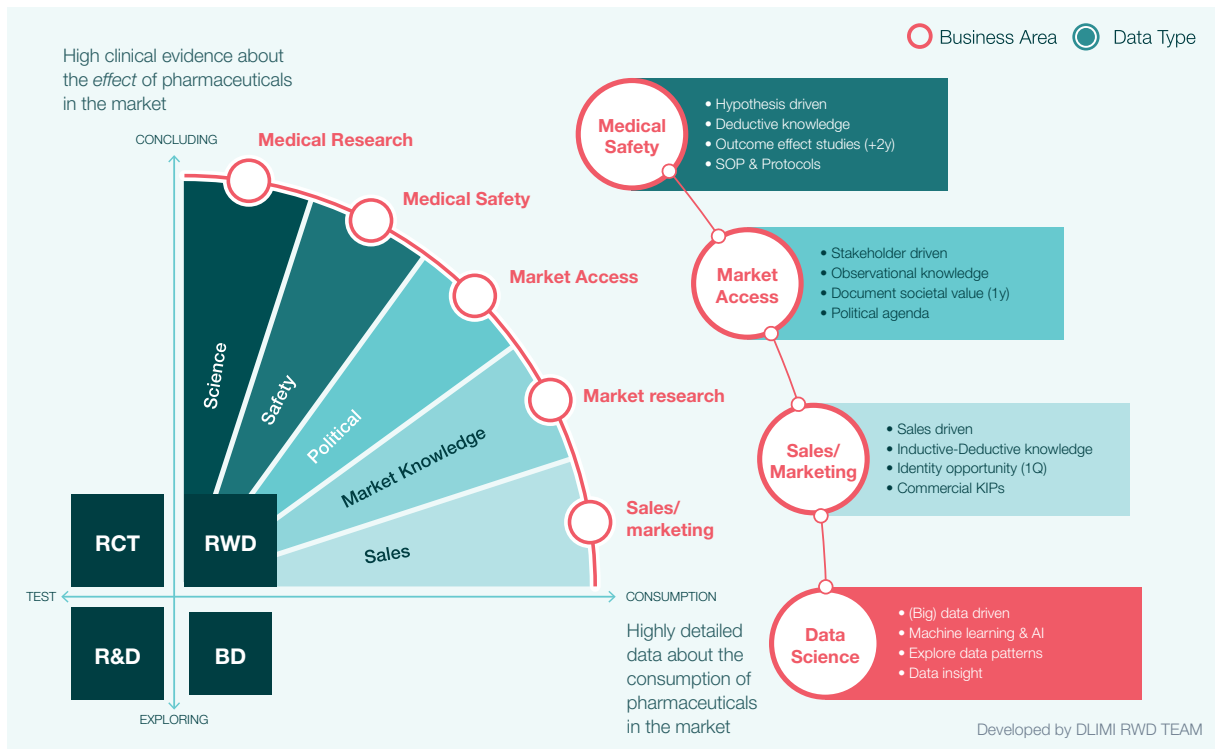 Business Area
Data Type
High clinical evidence about
the effect of pharmaceuticals
in the market
CONCLUDING
Medical Research
Medical Safety
Market Access
Market research
Sales/
marketing
Science
Safety
Political
Market Knowledge
Sales
RCT
RWD
R&D
BD
TEST
CONSUMPTION
EXPLORING
Highly detailed
data about the
consumption of
pharmaceuticals
in the market
Medical
Safety
• Hypothesis driven
• Deductive knowledge
• Outcome effect studies (+2y)
• SOP & Protocols
Market
Access
• Stakeholder driven
• Observational knowledge
• Document societal value (1y)
• Political agenda
Sales/
Marketing
• Sales driven
• Inductive-Deductive knowledge
• Identity opportunity (1Q)
• Commercial KIPs
Data
Science
• (Big) data driven
• Machine learning & AI
• Explore data patterns
• Data insight
Developed by DLIMI RWD TEAM